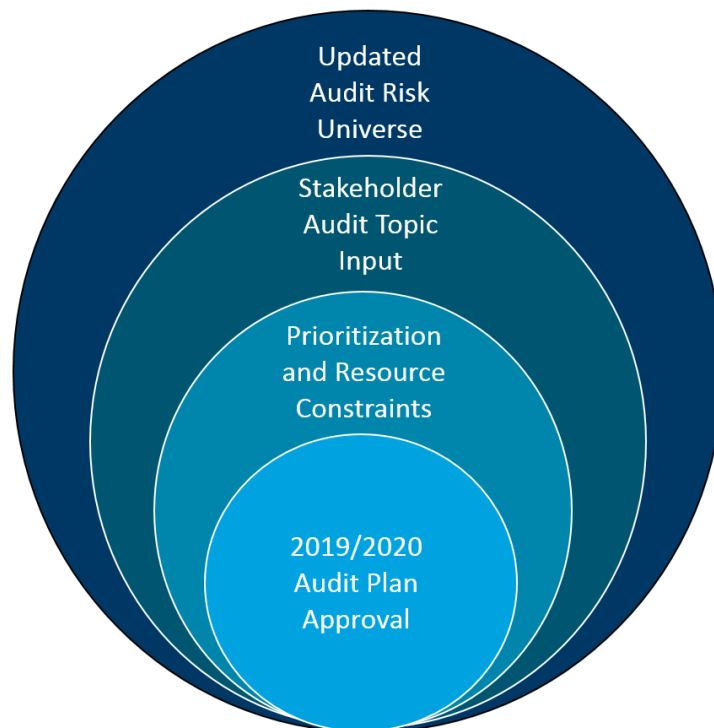 Updated
Audit Risk
Universe
Stakeholder
Audit Topic
Input
Prioritization
and Resource
Constraints
2019/2020
Audit Plan
Approval